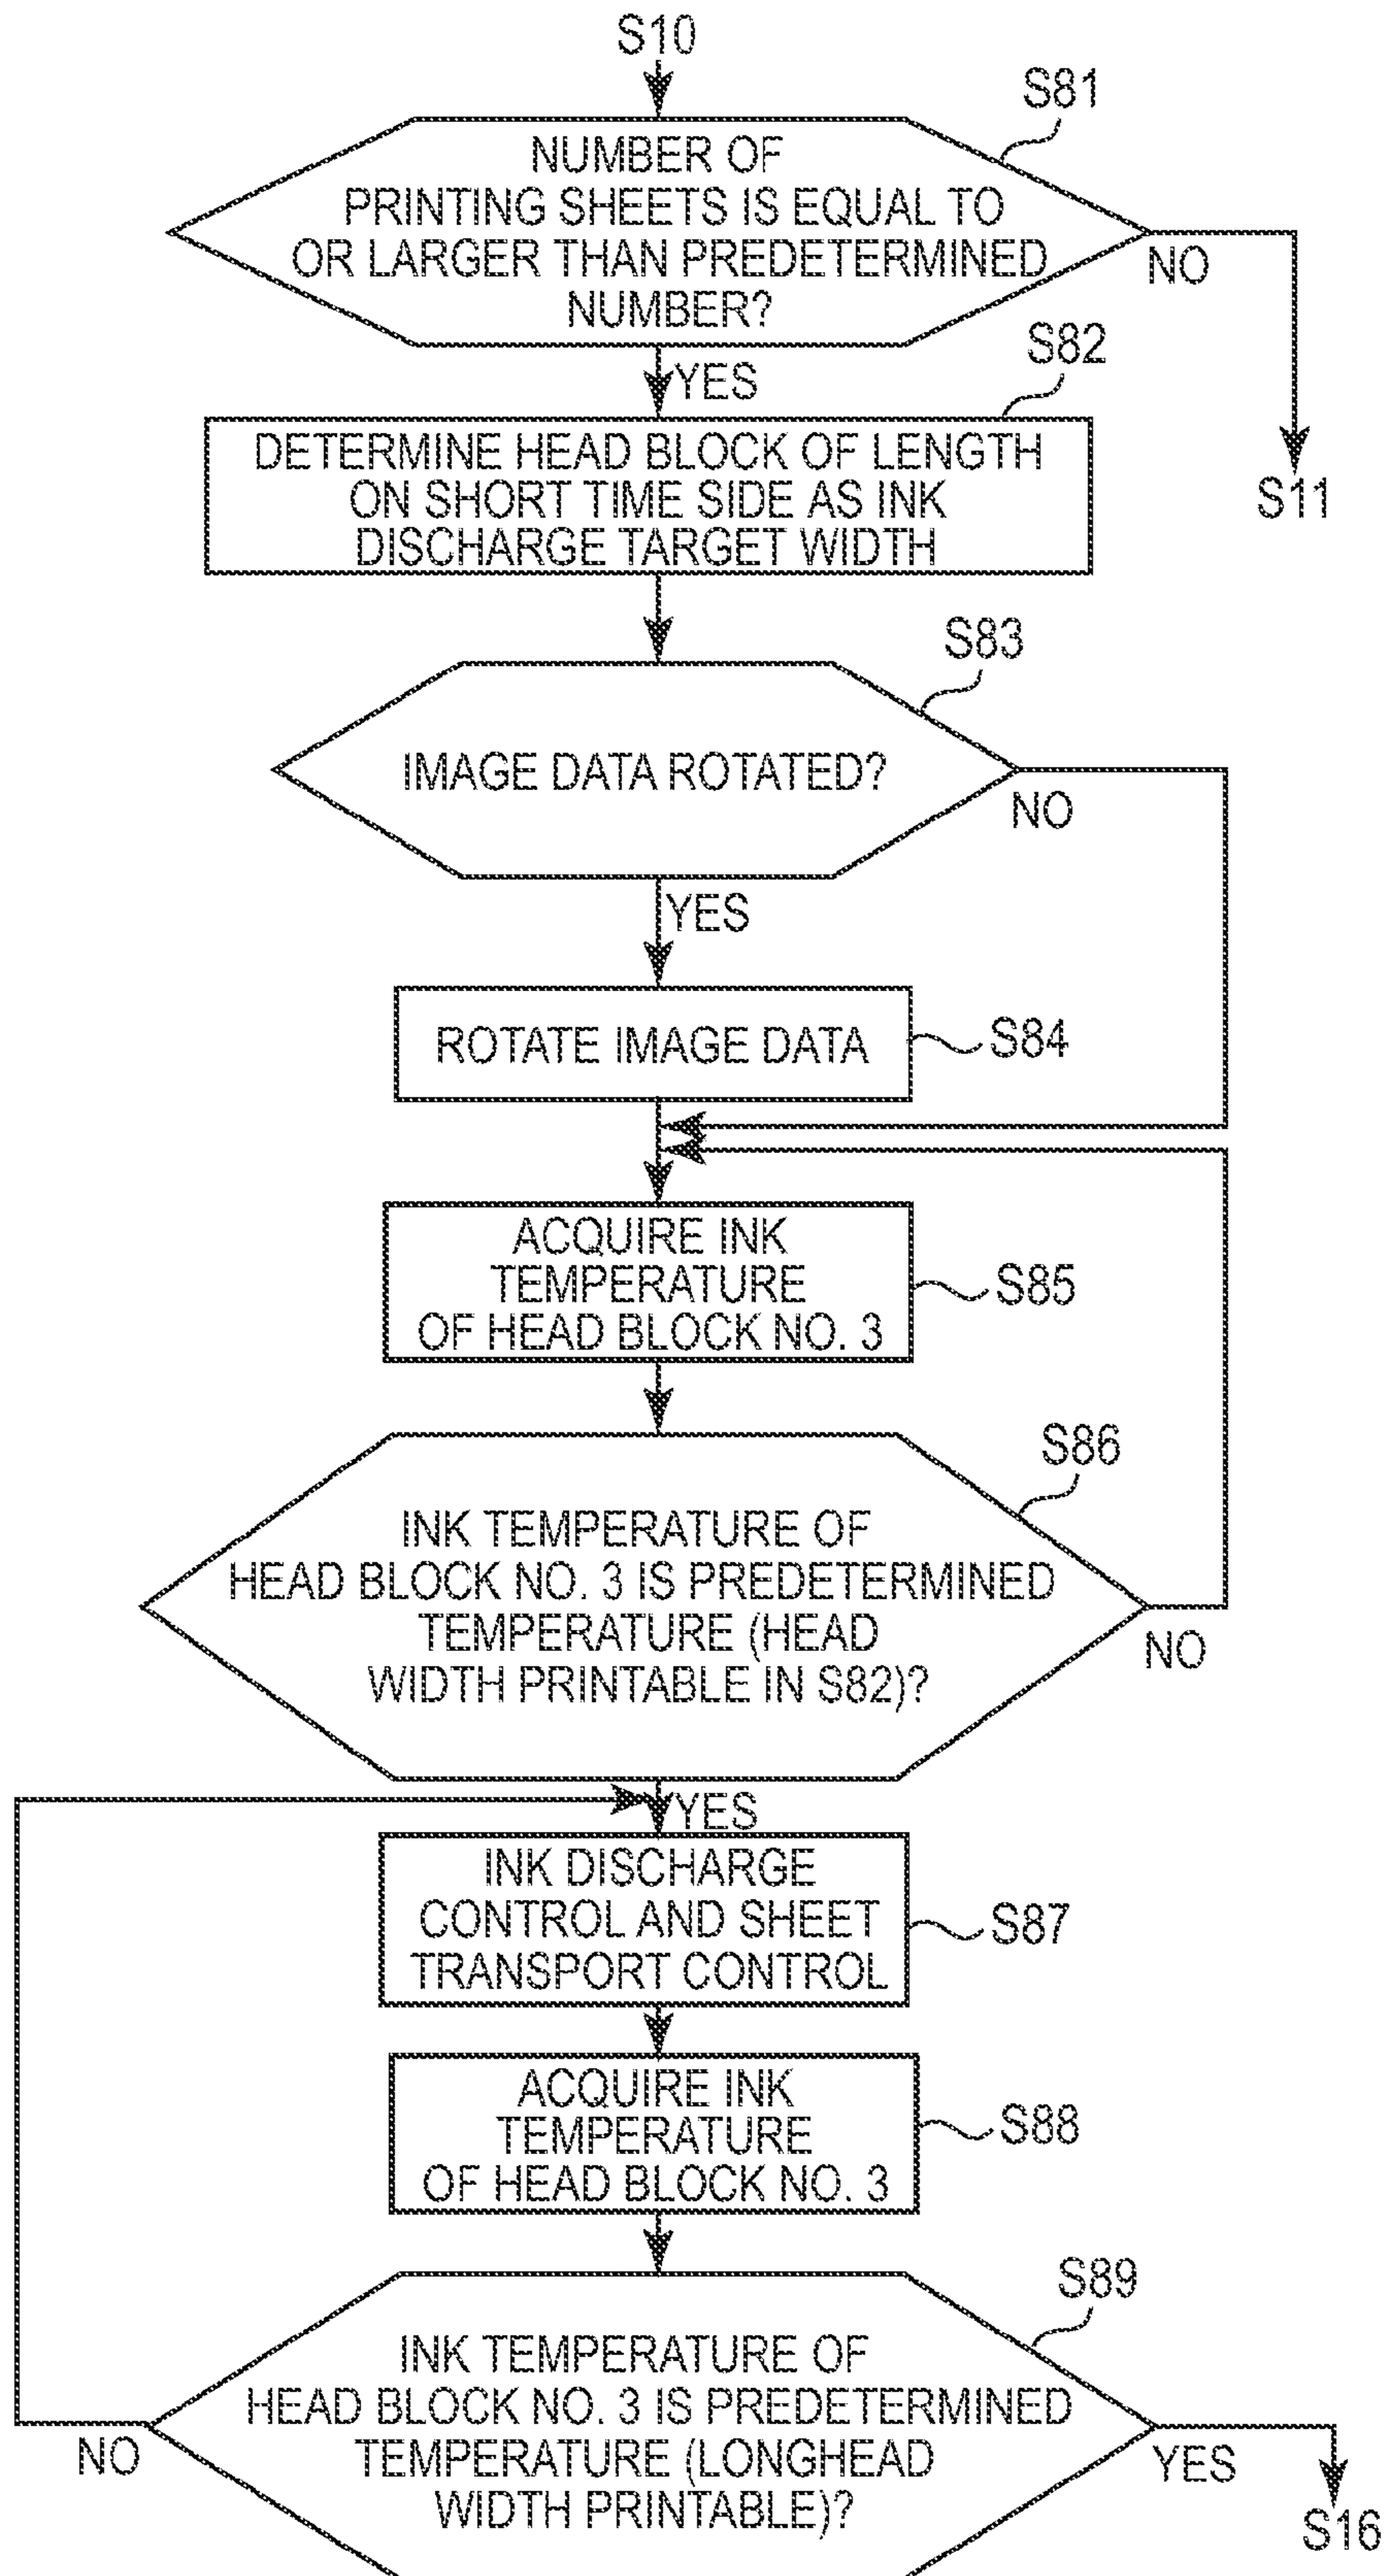 S10
S81
NUMBER OF
PRINTING SHEETS IS EQUAL TO
OR LARGER THAN PREDETERMINED
NUMBER?
NO
S11
YES
S82
DETERMINE HEAD BLOCK OF LENGTH
ON SHORT TIME SIDE AS INK
DISCHARGE TARGET WIDTH
S83
IMAGE DATA ROTATED?
NO
YES
ROTATE IMAGE DATA
S84
ACQUIRE INK
TEMPERATURE
OF HEAD BLOCK NO. 3
S85
S86
INK TEMPERATURE OF
HEAD BLOCK NO. 3 IS PREDETERMINED
TEMPERATURE (HEAD
WIDTH PRINTABLE IN S82)?
NO
YES
INK DISCHARGE
CONTROL AND SHEET
TRANSPORT CONTROL
S87
ACQUIRE INK
TEMPERATURE
OF HEAD BLOCK NO. 3
S88
S89
INK TEMPERATURE OF
HEAD BLOCK NO. 3 IS PREDETERMINED
TEMPERATURE (LONGHEAD
WIDTH PRINTABLE)?
NO
YES
S16